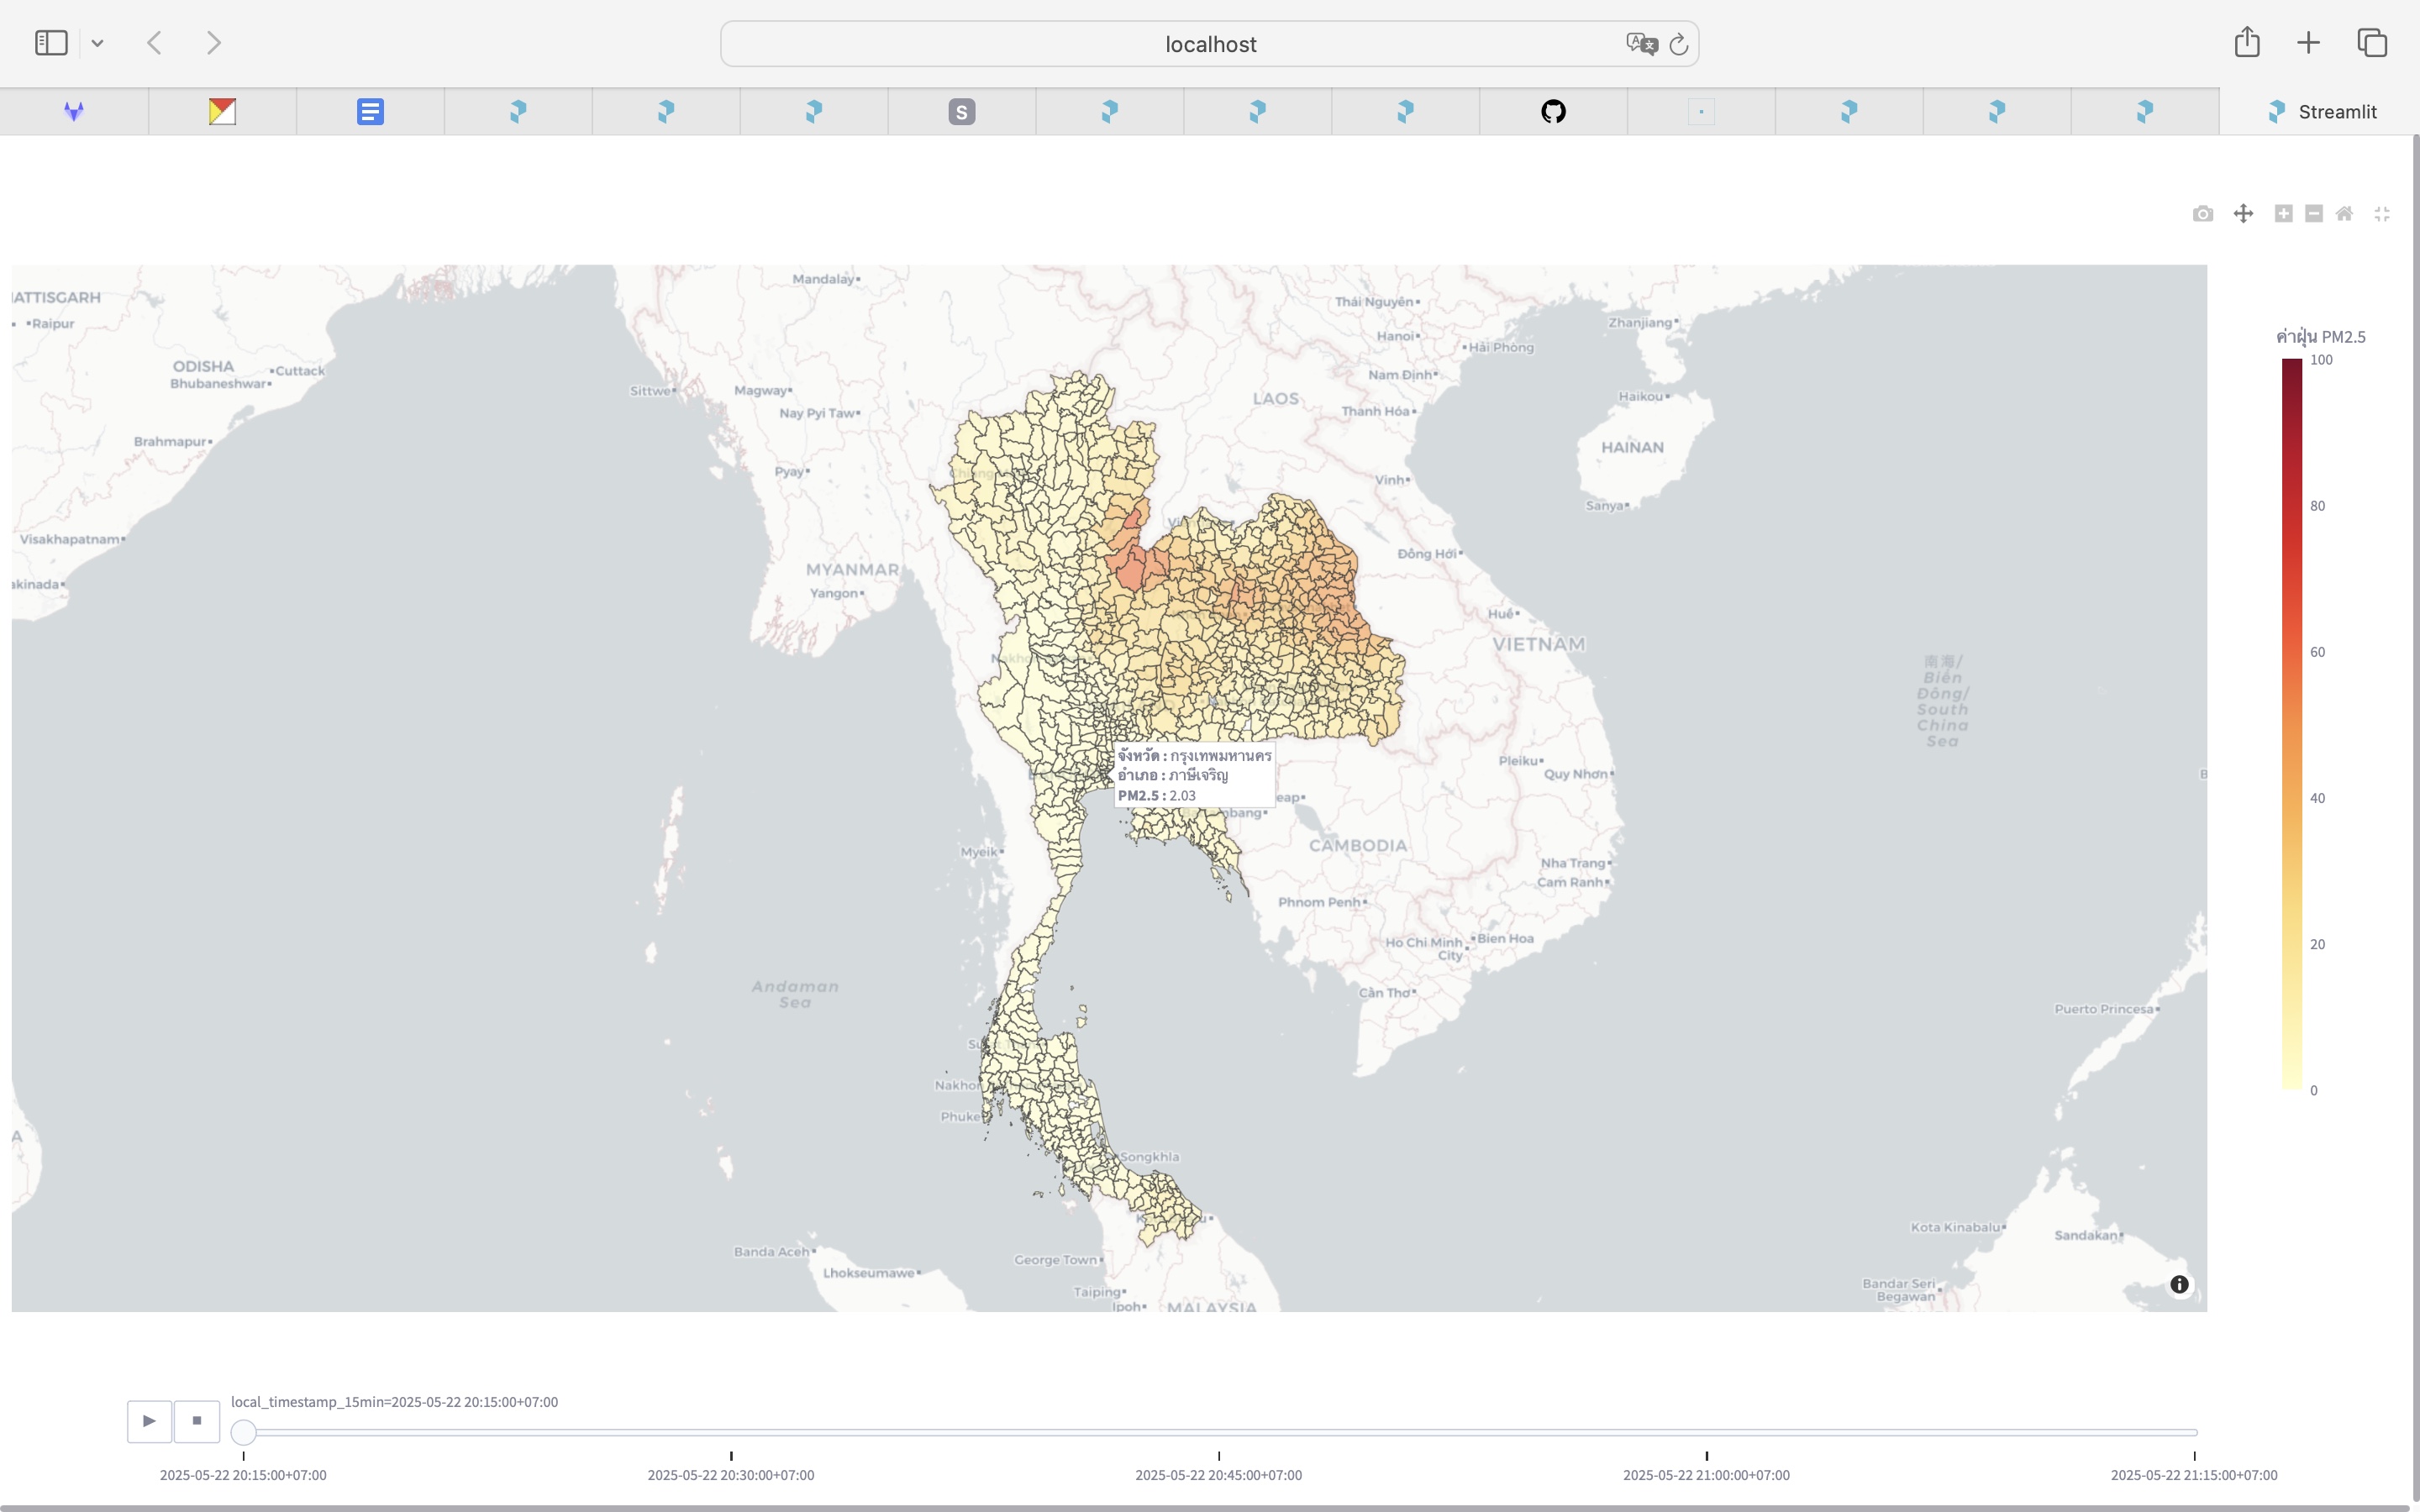 localhost
S
Streamlit
ATTISGARH
Raipur
ODISHA
Cuttack
Bhubaneshwar
Brahmapur
Visakhapatnam
akinada
Mandalay
Sittwe
Magway
Nay Pyi Taw
Pyay
MYANMAR
Yangon
Thái Nguyên
Hanoi
Hải Phòng
Nam Định
LAOS
Thanh Hóa
Vinh
Đồng Hới
Huế
VIETNAM
Zhanjiang
Haikou
HAINAN
Sanya
南海/
Biển
Đông/
South
China
Sea
ค่าฝุ่น PM2.5
100
80
60
40
20
0
จังหวัด : กรุงเทพมหานคร
อำเภอ : ภาษีเจริญ
PM2.5 : 2.03
Pleiku
Quy Nhơn
eap
ambang
CAMBODIA
Myeik
Nha Trang
Cam Ranh
Phnom Penh
Ho Chi Minh
City
Bien Hoa
Cần Thơ
Andaman
Sea
Puerto Princesa
Nakhon
Phuke
Songkhla
Banda Aceh
Lhokseumawe
George Town
Taiping
Ipoh
MALAYSIA
Kota Kinabalu
Sandakan
Bandar Seri
Begawan
local_timestamp_15min=2025-05-22 20:15:00+07:00
2025-05-22 20:15:00+07:00
2025-05-22 20:30:00+07:00
2025-05-22 20:45:00+07:00
2025-05-22 21:00:00+07:00
2025-05-22 21:15:00+07:00